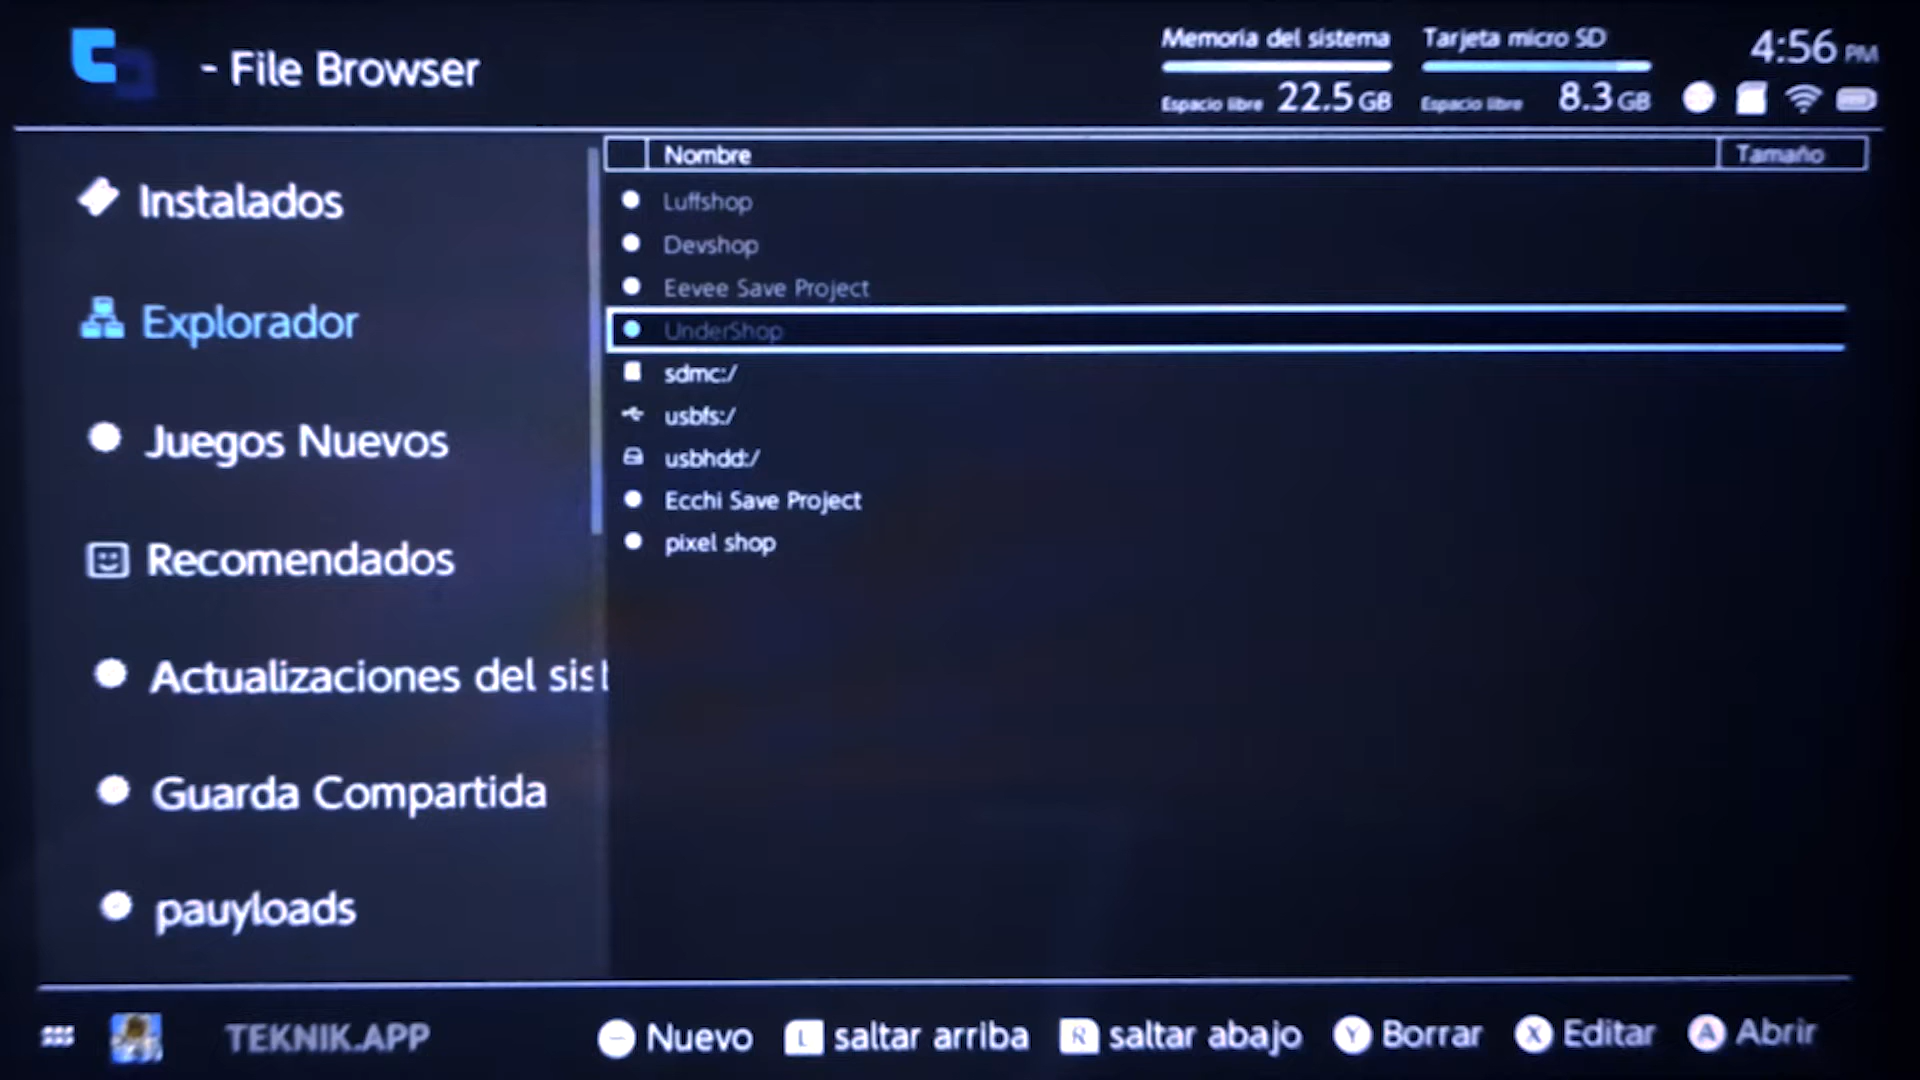 - File Browser
Memoria del sistema
Espacio libre 22.5 GB
Tarjeta micro SD
Espacio libre 8.3 GB
4:56 PM
Instalados
Explorador
Juegos Nuevos
Recomendados
Actualizaciones del sist
Guarda Compartida
pauyloads
Nombre
Tamaño
Luffshop
Devshop
Eevee Save Project
UnderShop
sdmc:/
usbfs:/
usbhdd:/
Ecchi Save Project
pixel shop
TEKNIK.APP
Nuevo
L saltar arriba
R saltar abajo
Y Borrar
X Editar
A Abrir